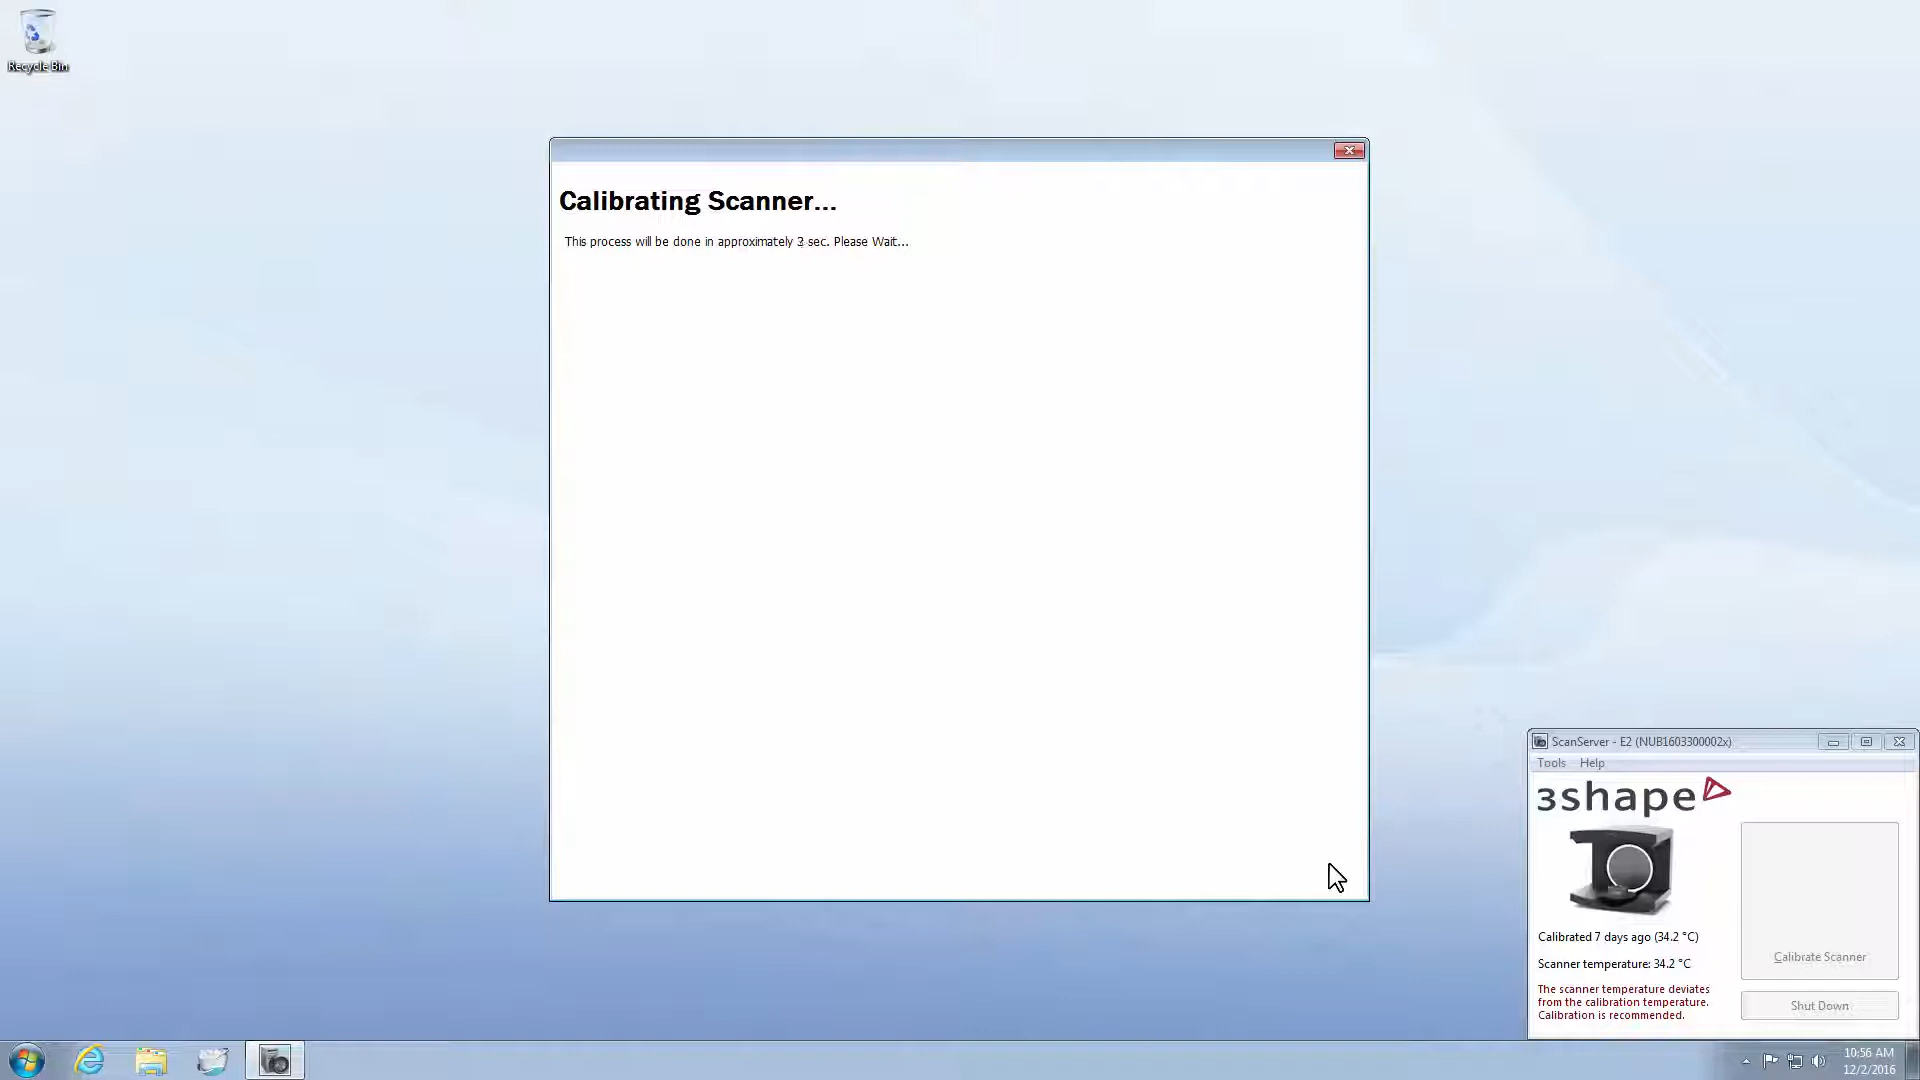 Recycle Bin
Calibrating Scanner...
This process will be done in approximately 2 sec. Please Wait...
ScanServer - E2 (NUB1603300002x)
Tools Help
3shape
Calibrated 7 days ago (34.2 °C)
Scanner temperature: 34.2 °C
The scanner temperature deviates
from the calibration temperature.
Calibration is recommended.
Calibrate Scanner
Shut Down
10:56 AM
12/2/2016